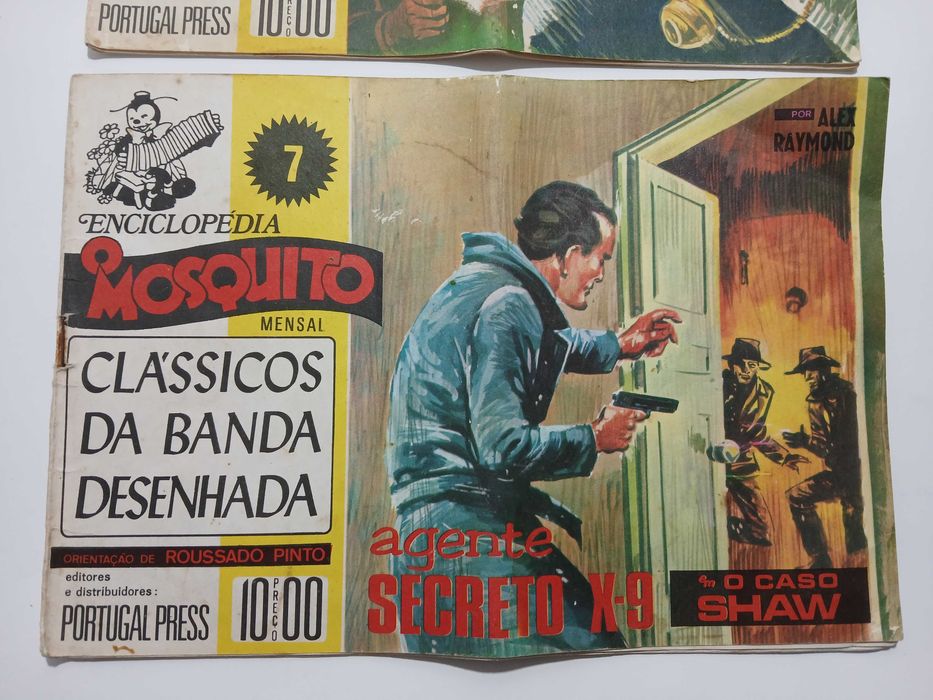 PORTUGAL PRESS
PREÇO
10$00
7
ENCICLOPÉDIA
O MOSQUITO
MENSAL
CLÁSSICOS
DA BANDA
DESENHADA
ORIENTAÇÃO DE ROUSSADO PINTO
editores
e distribuidores:
PORTUGAL PRESS
10 PREÇO 00
POR ALEX
RAYMOND
agente
SECRETO X-9
em O CASO
SHAW